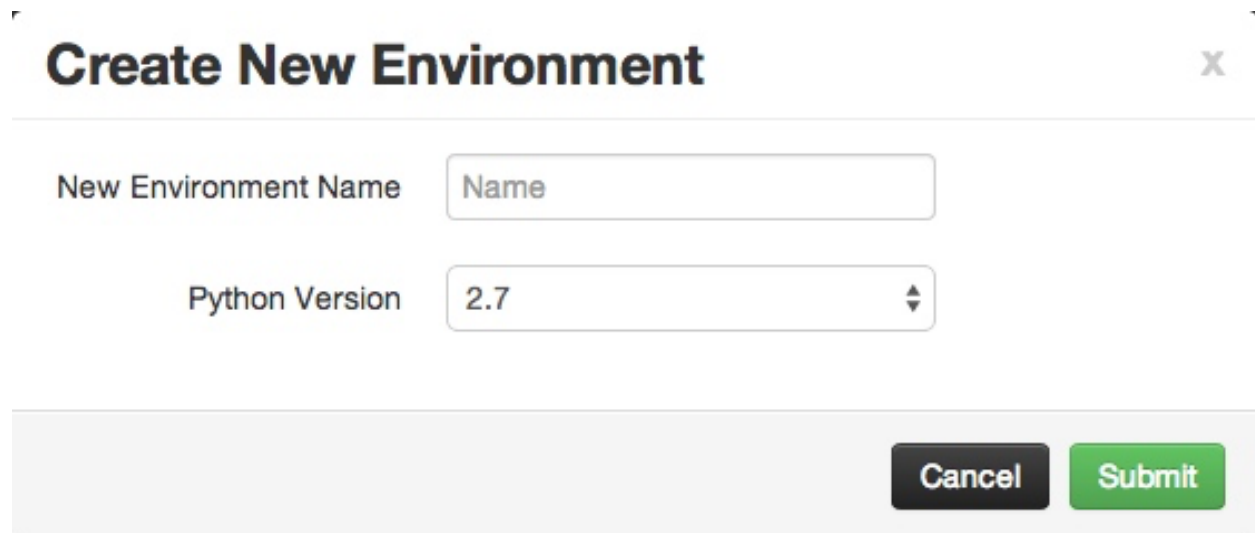 Create New Environment x
New Environment Name Name
Python Version 2.7
Cancel Submit